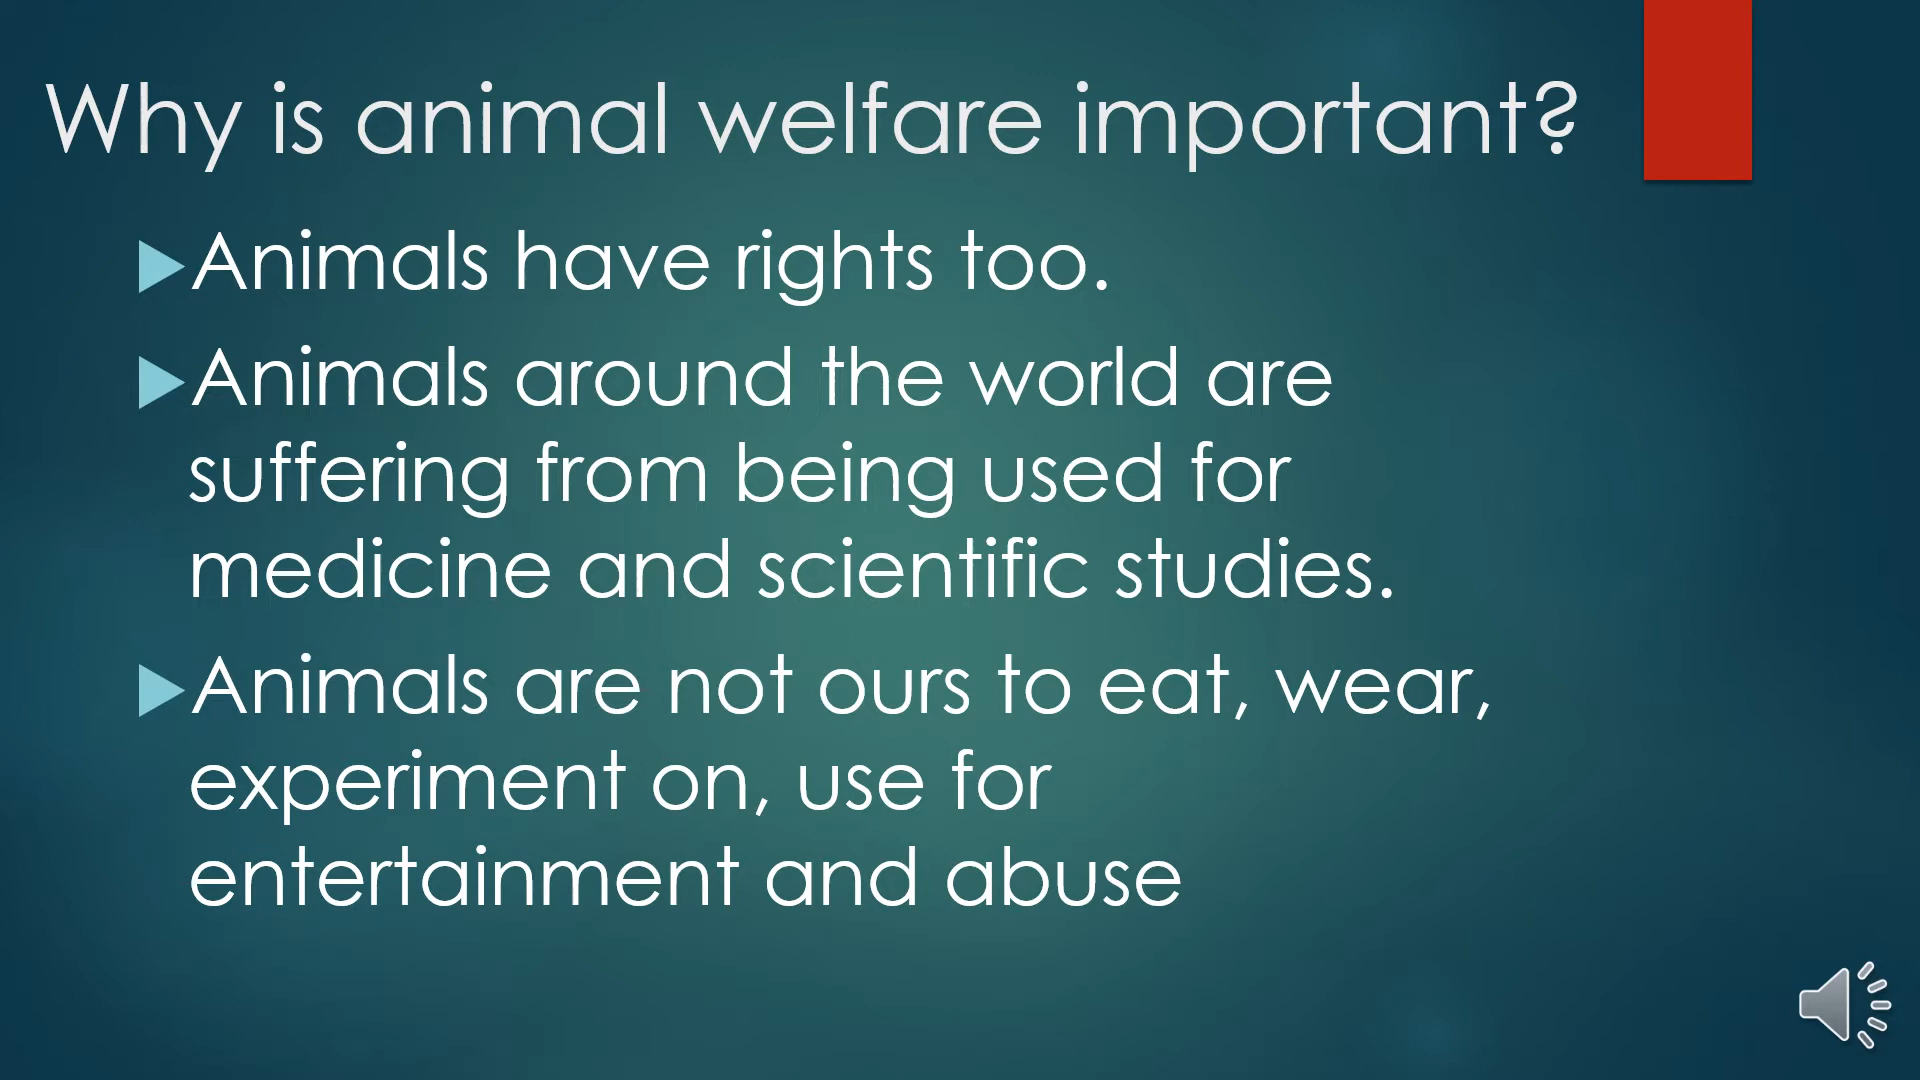 Why is animal welfare important?
Animals have rights too.
Animals around the world are
suffering from being used for
medicine and scientific studies.
Animals are not ours to eat, wear,
experiment on, use for
entertainment and abuse